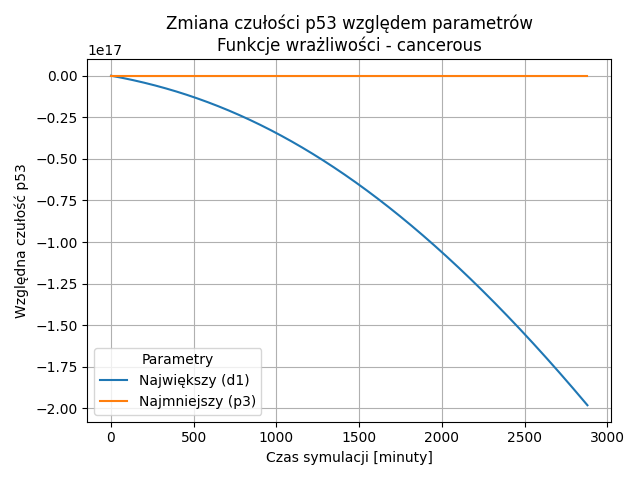 Zmiana czułości p53 względem parametrów
Funkcje wrażliwości - cancerous
1e17
0.00
−0.25
−0.50
−0.75
−1.00
−1.25
−1.50
−1.75
−2.00
Względna czułość p53
Parametry
Największy (d1)
Najmniejszy (p3)
0 500 1000 1500 2000 2500 3000
Czas symulacji [minuty]